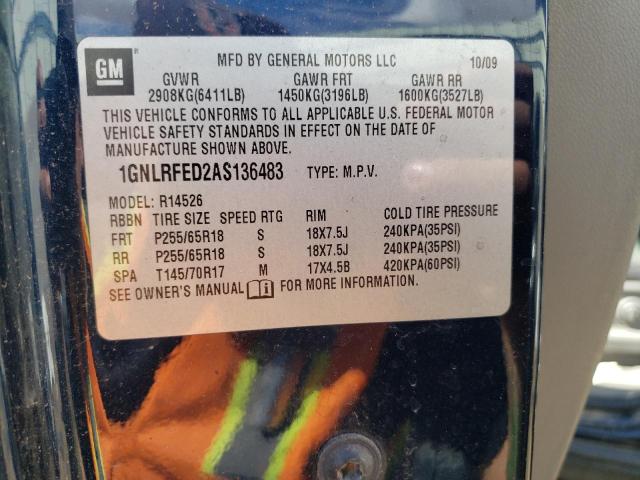 GM
MFD BY GENERAL MOTORS LLC 10/09
GVWR GAWR FRT GAWR RR
2908KG(6411LB) 1450KG(3196LB) 1600KG(3527LB)
THIS VEHICLE CONFORMS TO ALL APPLICABLE U.S. FEDERAL MOTOR
VEHICLE SAFETY STANDARDS IN EFFECT ON THE DATE OF
MANUFACTURE SHOWN ABOVE.
1GNLRFED2AS136483 TYPE: M.P.V.
MODEL: R14526
RBBN TIRE SIZE SPEED RTG RIM COLD TIRE PRESSURE
FRT P255/65R18 S 18X7.5J 240KPA(35PSI)
RR P255/65R18 S 18X7.5J 240KPA(35PSI)
SPA T145/70R17 M 17X4.5B 420KPA(60PSI)
SEE OWNER'S MANUAL FOR MORE INFORMATION.